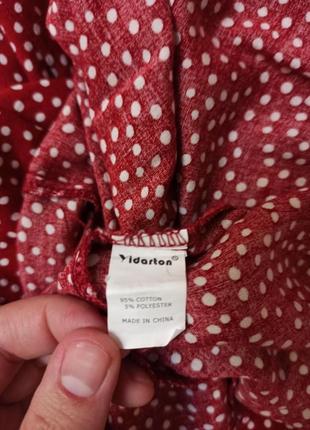 Vidarton®
95% COTTON
5% POLYESTER
MADE IN CHINA